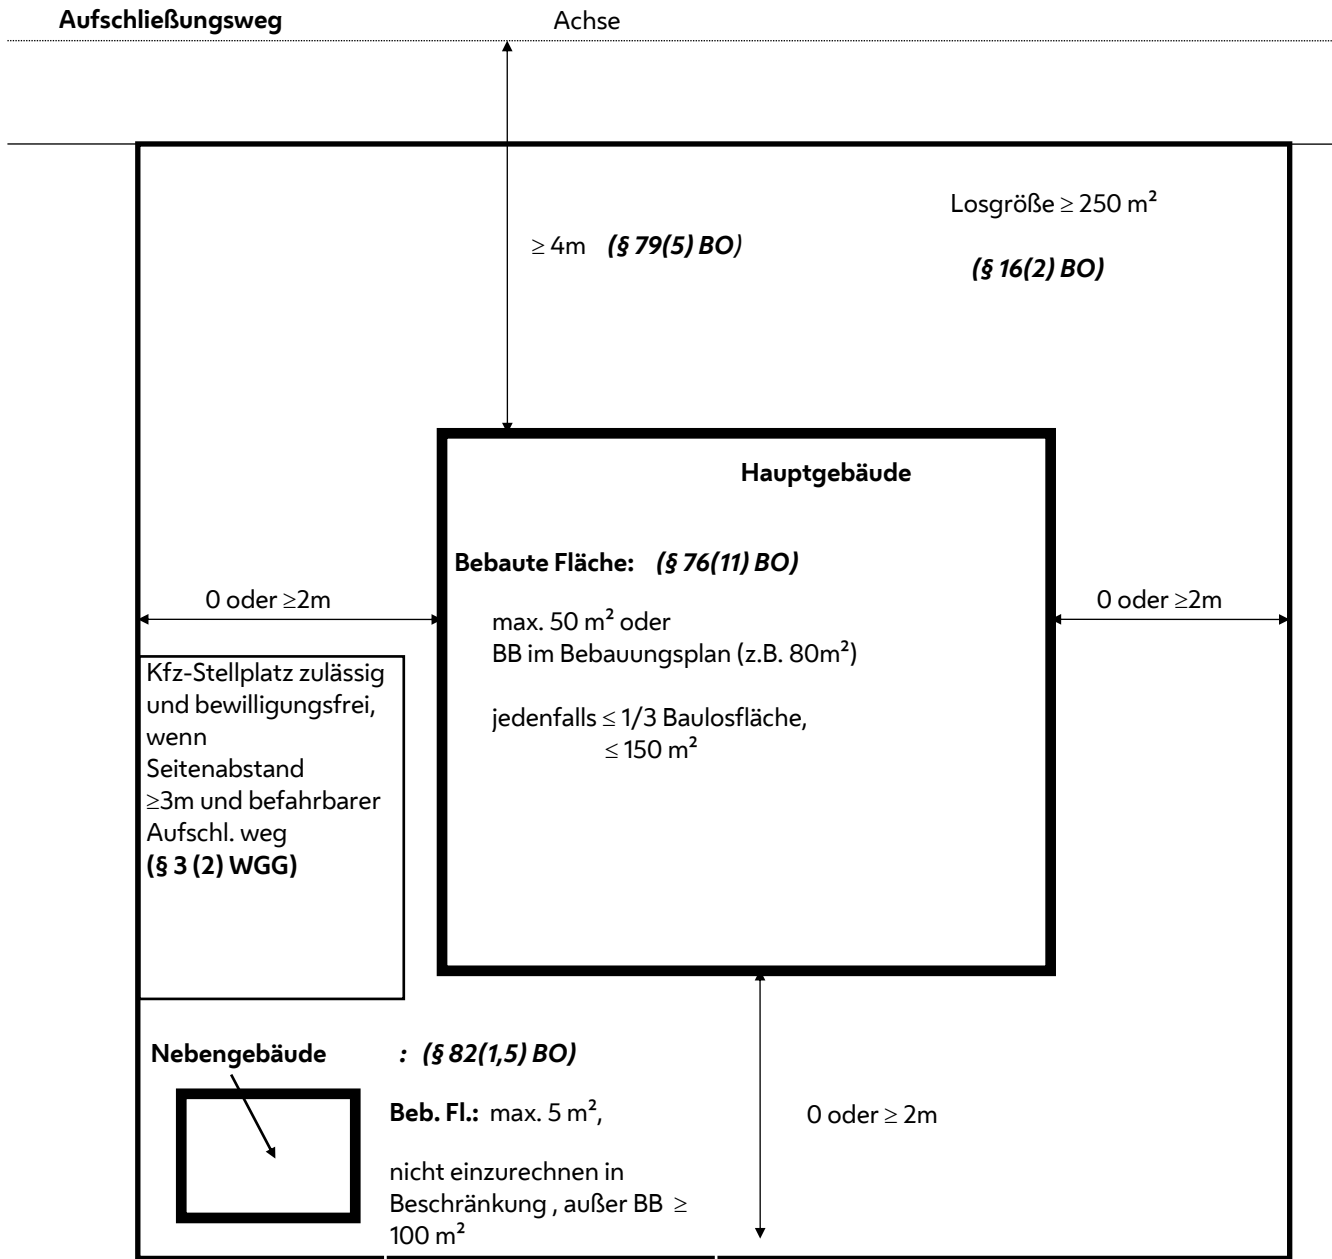 Aufschließungsweg Achse
Losgröße ≥ 250 m²
≥ 4m (§ 79(5) BO)
(§ 16(2) BO)
Hauptgebäude
Bebaute Fläche: (§ 76(11) BO)
0 oder ≥2m
0 oder ≥2m
max. 50 m² oder
BB im Bebauungsplan (z.B. 80m²)
jedenfalls ≤ 1/3 Baulosfläche,
≤ 150 m²
Kfz-Stellplatz zulässig
und bewilligungsfrei,
wenn
Seitenabstand
≥3m und befahrbarer
Aufschl. weg
(§ 3 (2) WGG)
Nebengebäude : (§ 82(1,5) BO)
Beb. Fl.: max. 5 m²,
0 oder ≥ 2m
nicht einzurechnen in
Beschränkung , außer BB ≥
100 m²